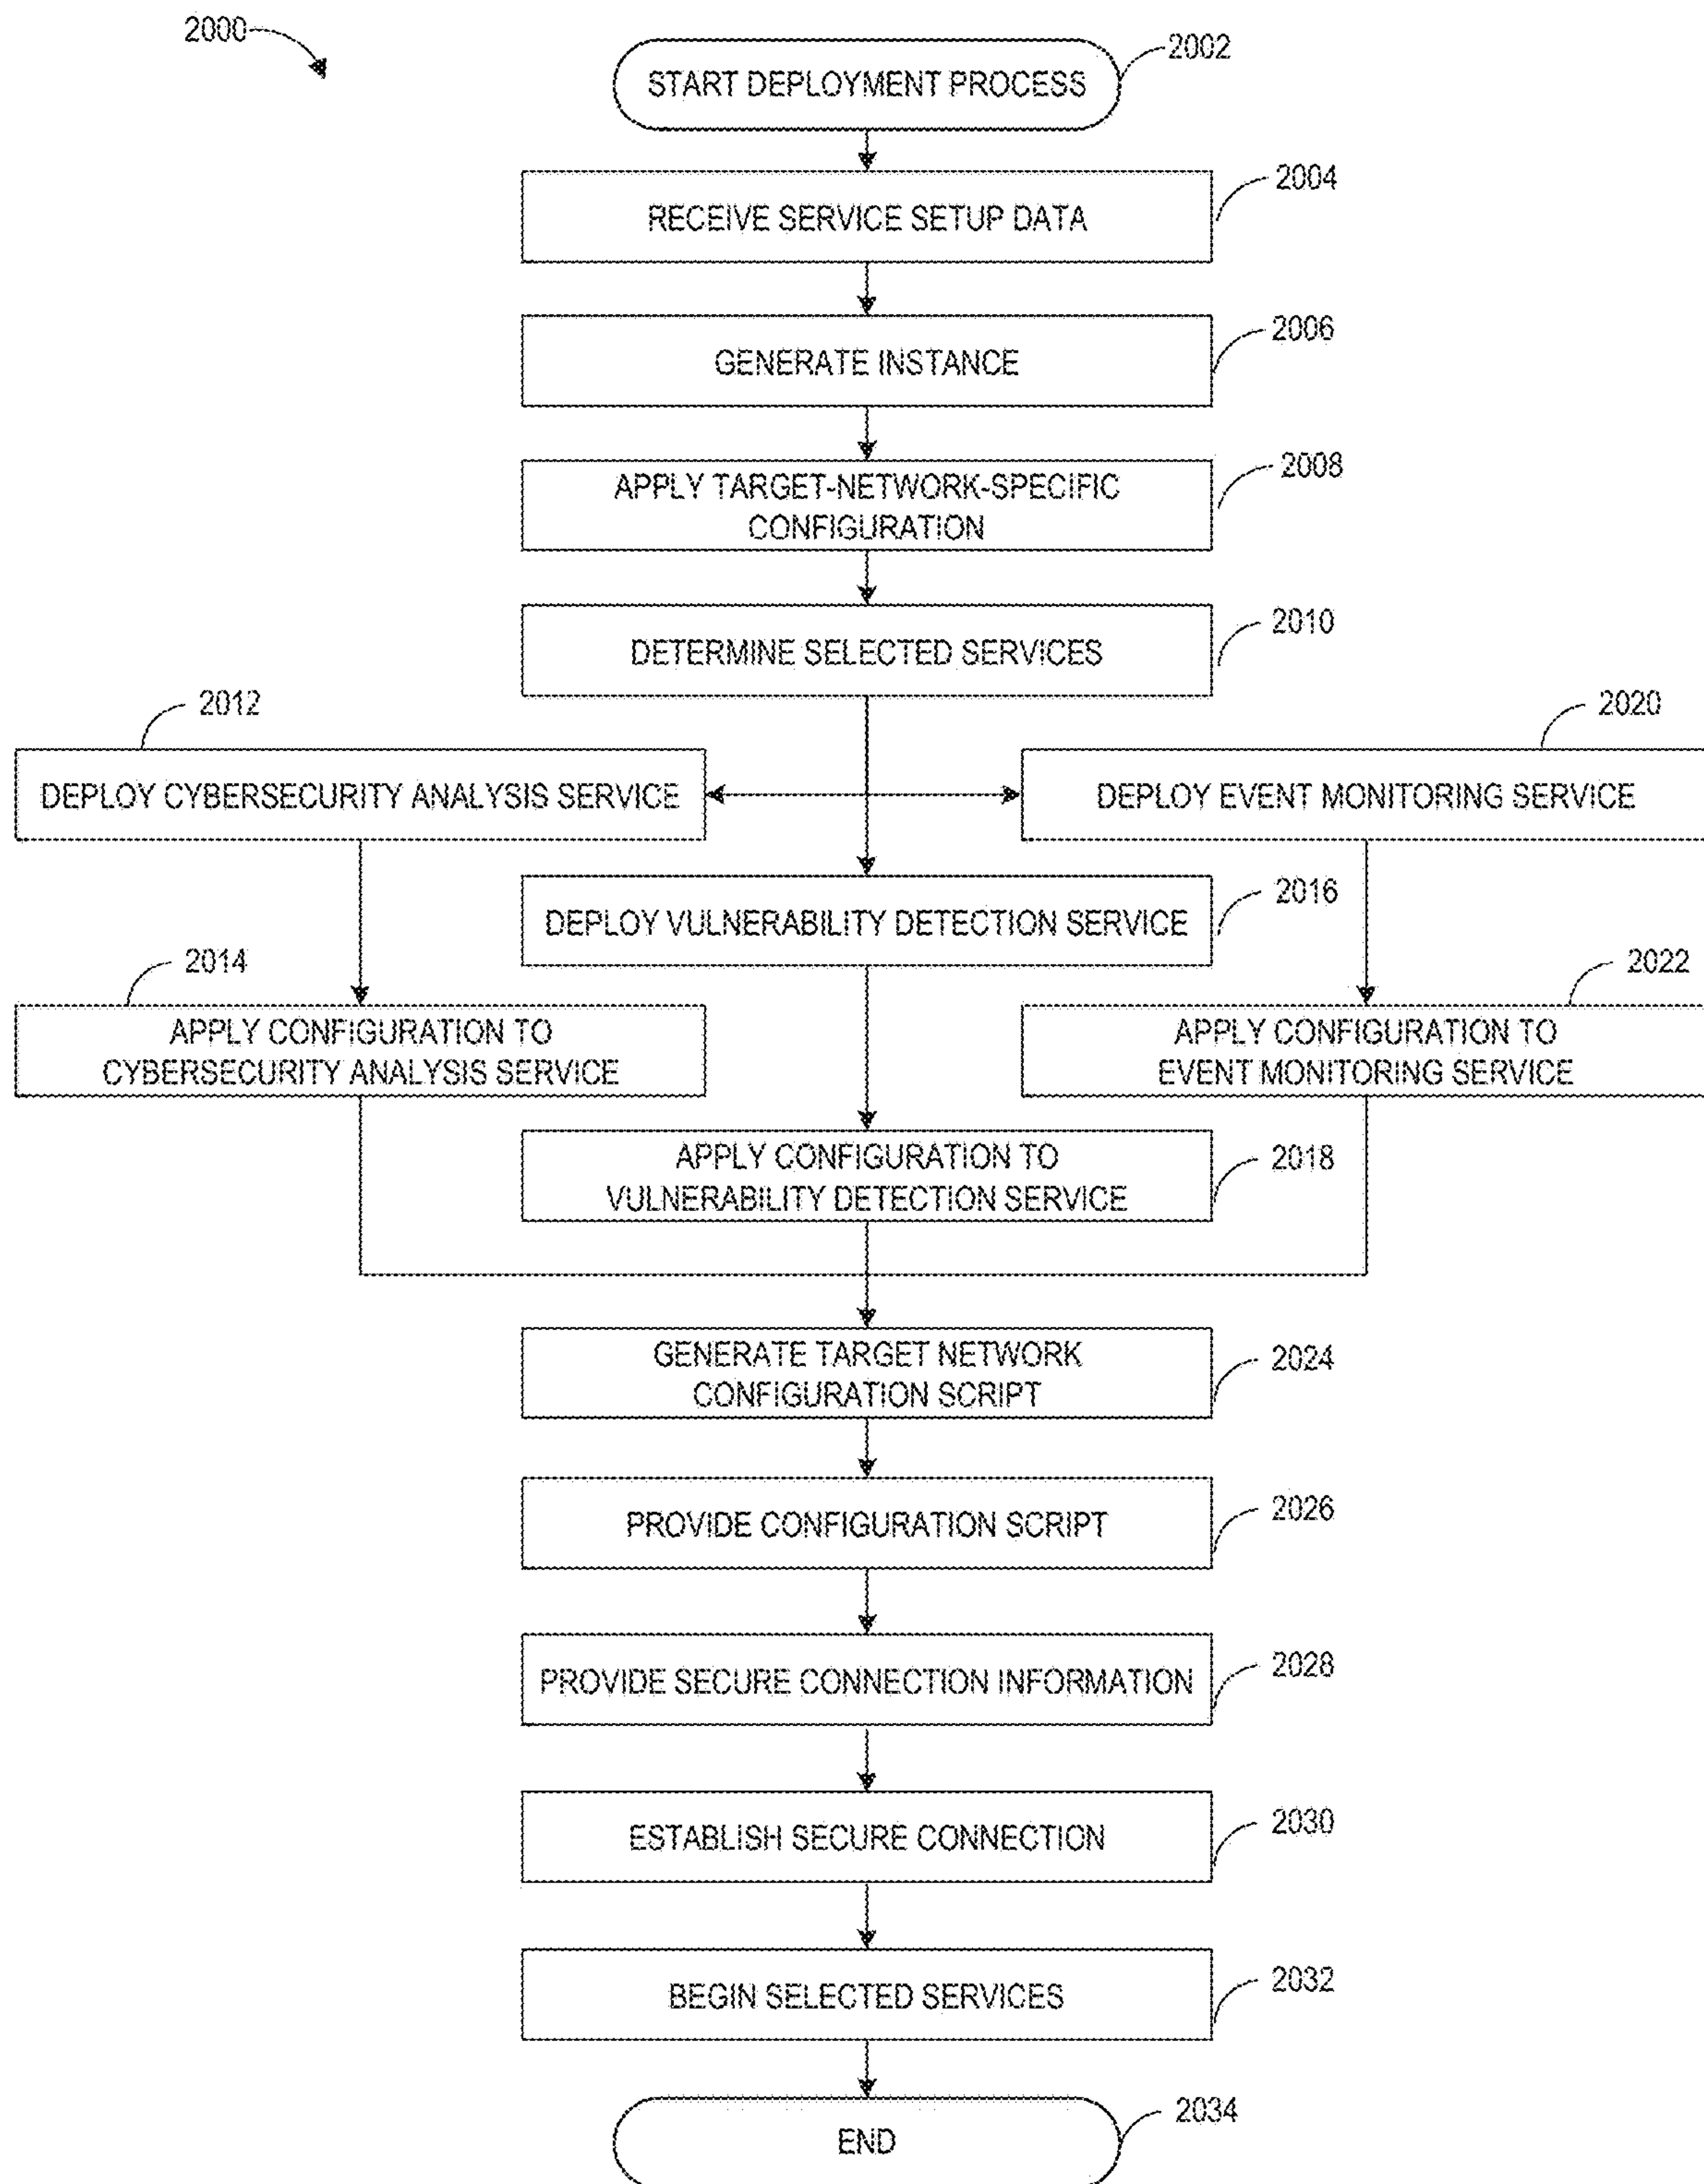 2000
START DEPLOYMENT PROCESS
2002
RECEIVE SERVICE SETUP DATA
2004
GENERATE INSTANCE
2006
APPLY TARGET-NETWORK-SPECIFIC
CONFIGURATION
2008
DETERMINE SELECTED SERVICES
2010
2012
DEPLOY CYBERSECURITY ANALYSIS SERVICE
2020
DEPLOY EVENT MONITORING SERVICE
DEPLOY VULNERABILITY DETECTION SERVICE
2016
2014
APPLY CONFIGURATION TO
CYBERSECURITY ANALYSIS SERVICE
2022
APPLY CONFIGURATION TO
EVENT MONITORING SERVICE
APPLY CONFIGURATION TO
VULNERABILITY DETECTION SERVICE
2018
GENERATE TARGET NETWORK
CONFIGURATION SCRIPT
2024
PROVIDE CONFIGURATION SCRIPT
2026
PROVIDE SECURE CONNECTION INFORMATION
2028
ESTABLISH SECURE CONNECTION
2030
BEGIN SELECTED SERVICES
2032
END
2034